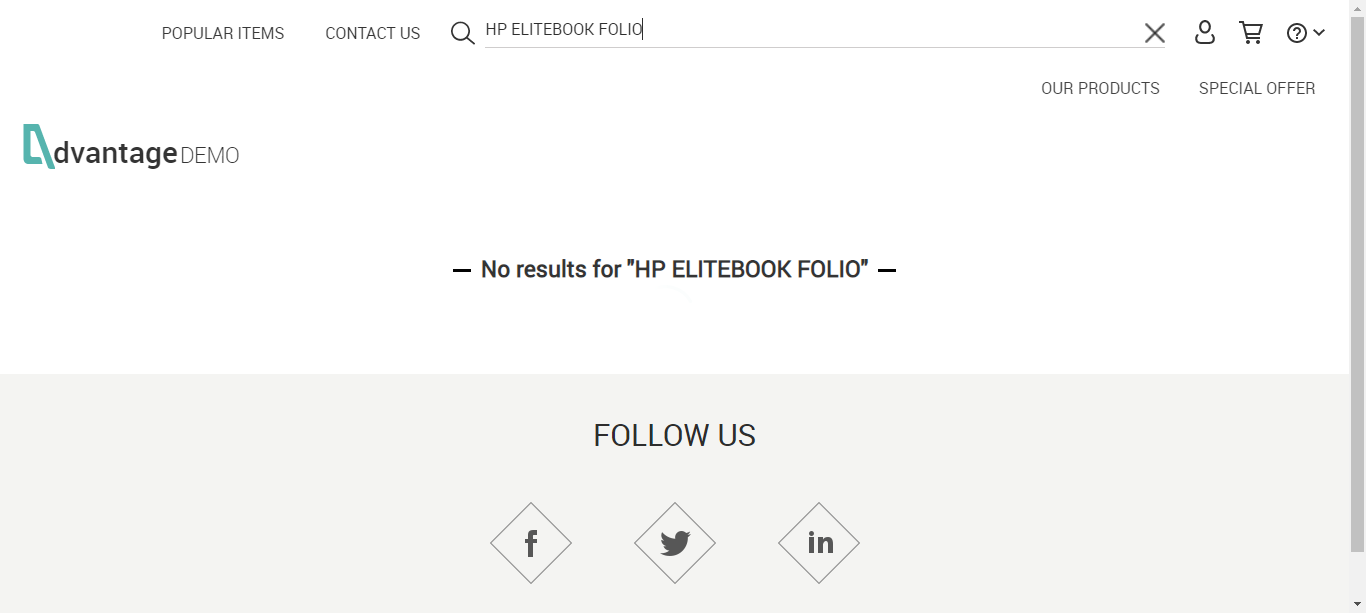 POPULAR ITEMS CONTACT US HP ELITEBOOK FOLIO
OUR PRODUCTS SPECIAL OFFER
dvantage DEMO
No results for "HP ELITEBOOK FOLIO"
FOLLOW US